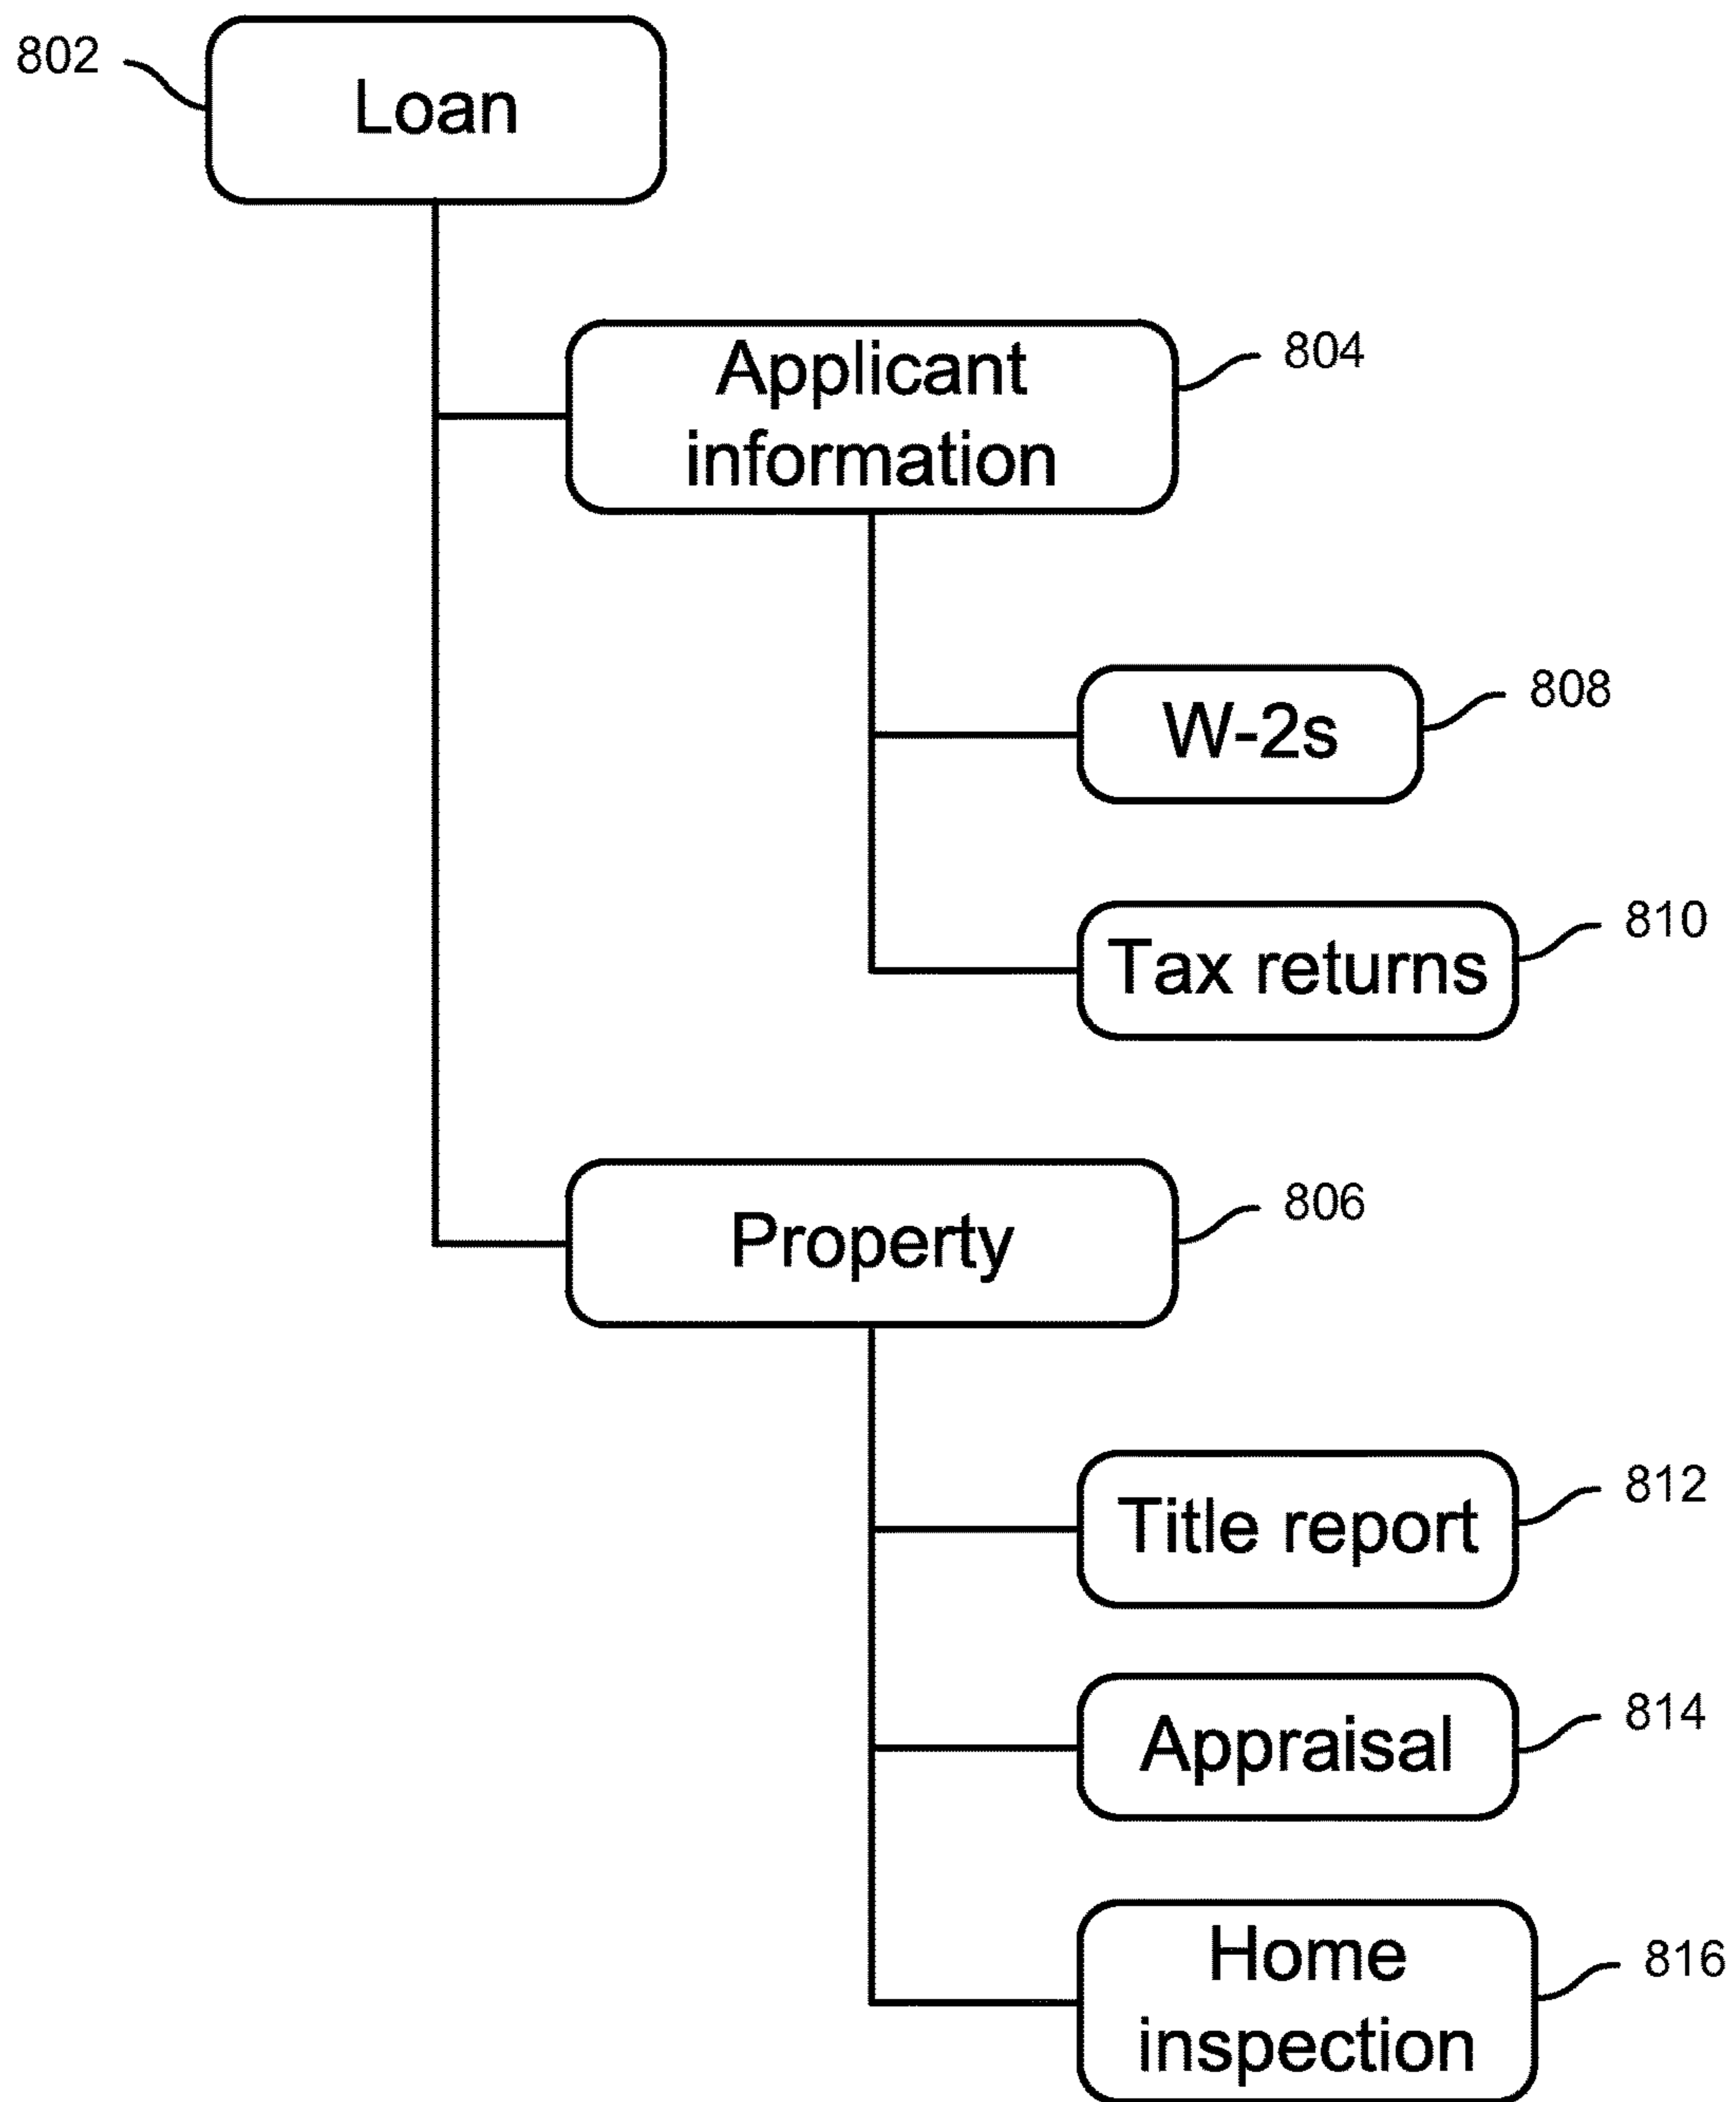 802
Loan
Applicant
information
804
W-2s
808
Tax returns
810
Property
806
Title report
812
Appraisal
814
Home
inspection
816